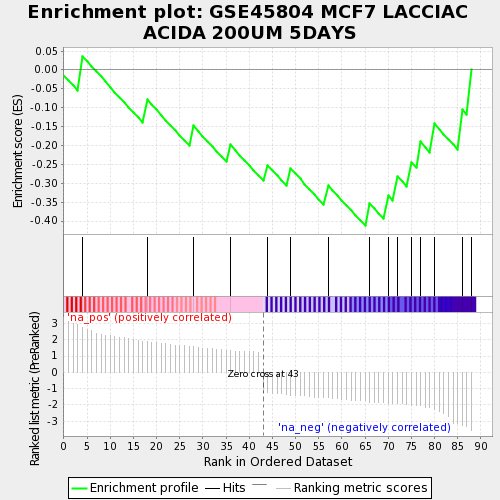 Enrichment plot: GSE45804 MCF7 LACCIAC
ACIDA 200UM 5DAYS
Enrichment score (ES)
0.05
0.00
-0.05
-0.10
-0.15
-0.20
-0.25
-0.30
-0.35
-0.40
'na_pos' (positively correlated)
Ranked list metric (PreRanked)
3
2
1
0
-1
-2
-3
Zero cross at 43
'na_neg' (negatively correlated)
0 5 10 15 20 25 30 35 40 45 50 55 60 65 70 75 80 85 90
Rank in Ordered Dataset
Enrichment profile Hits Ranking metric scores